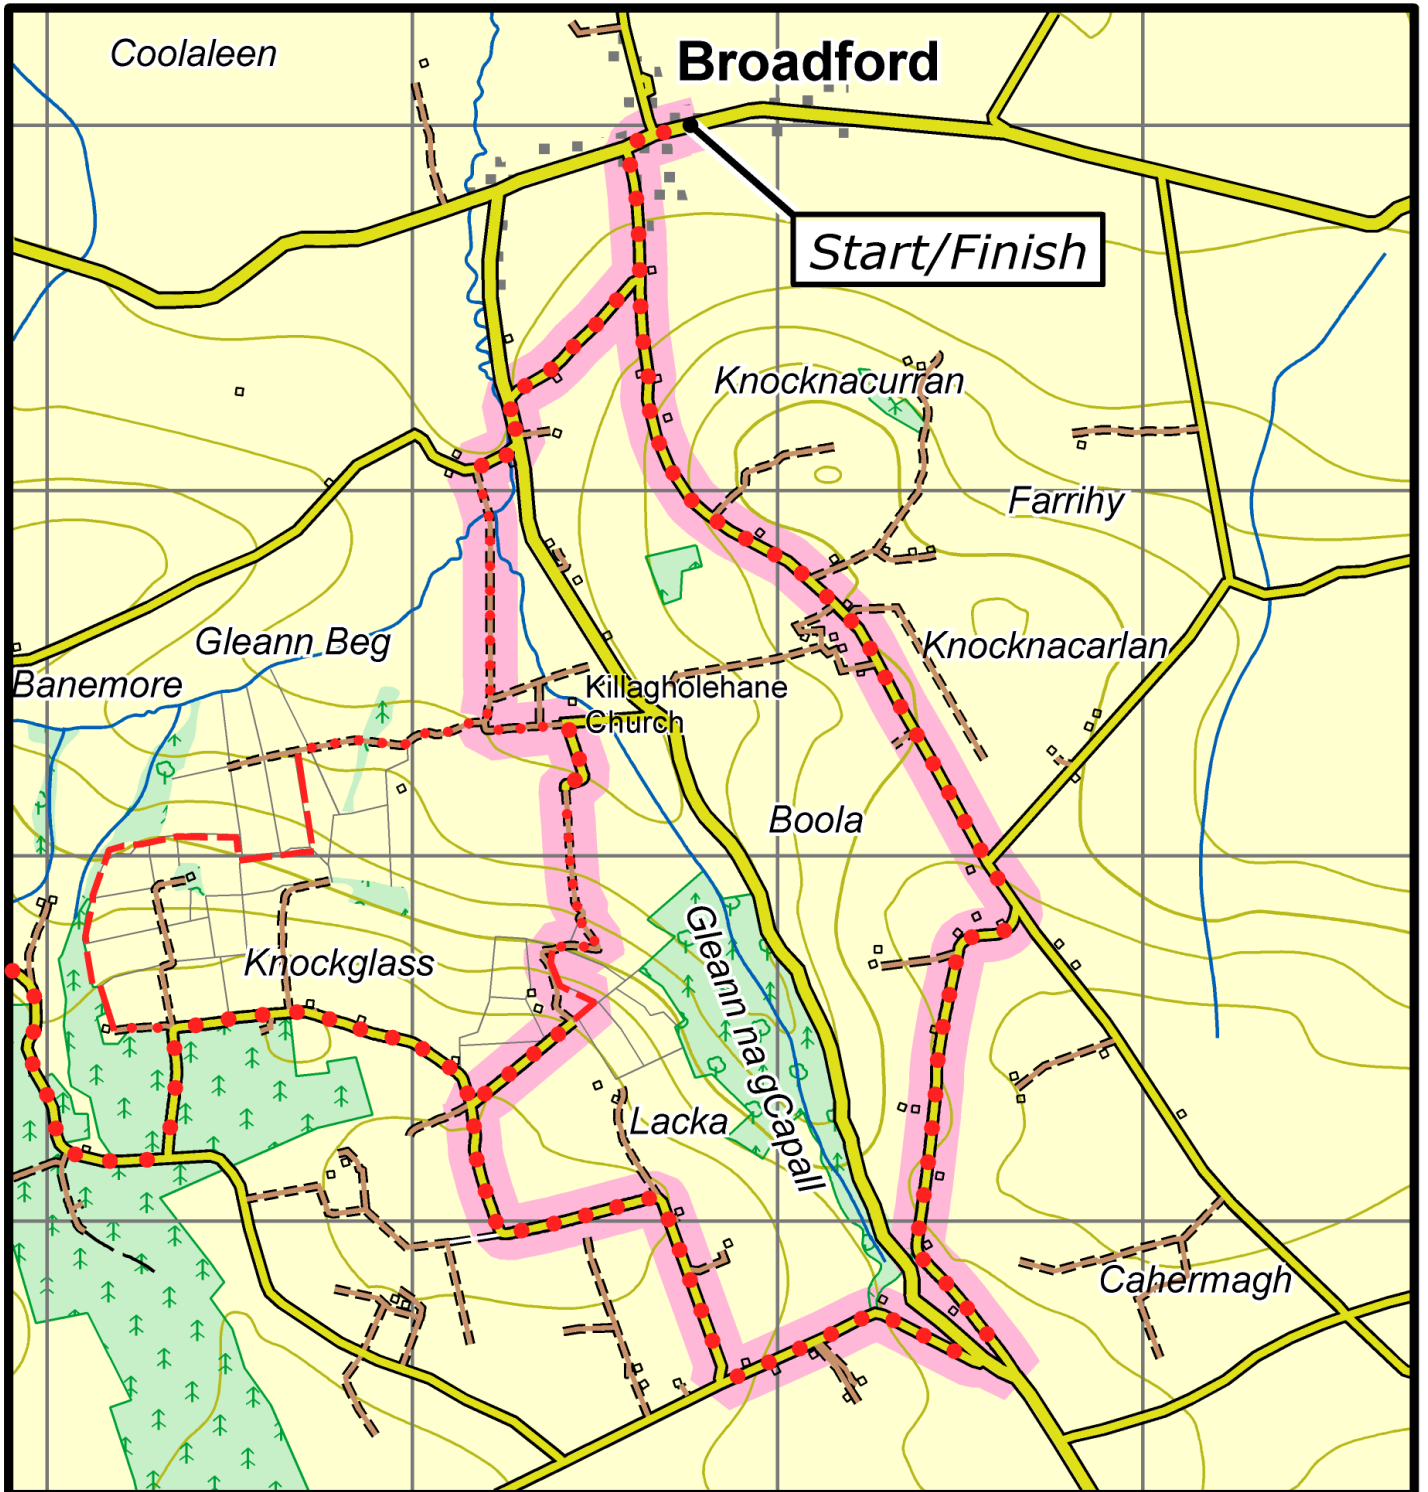 Coolaleen
Broadford
Start/Finish
Knocknacurran
Farrihy
Gleann Beg
Knocknacarlan
Banemore
Killagholehane
Church
Boola
Knockglass
Gleann na gCapall
Lacka
Cahermagh